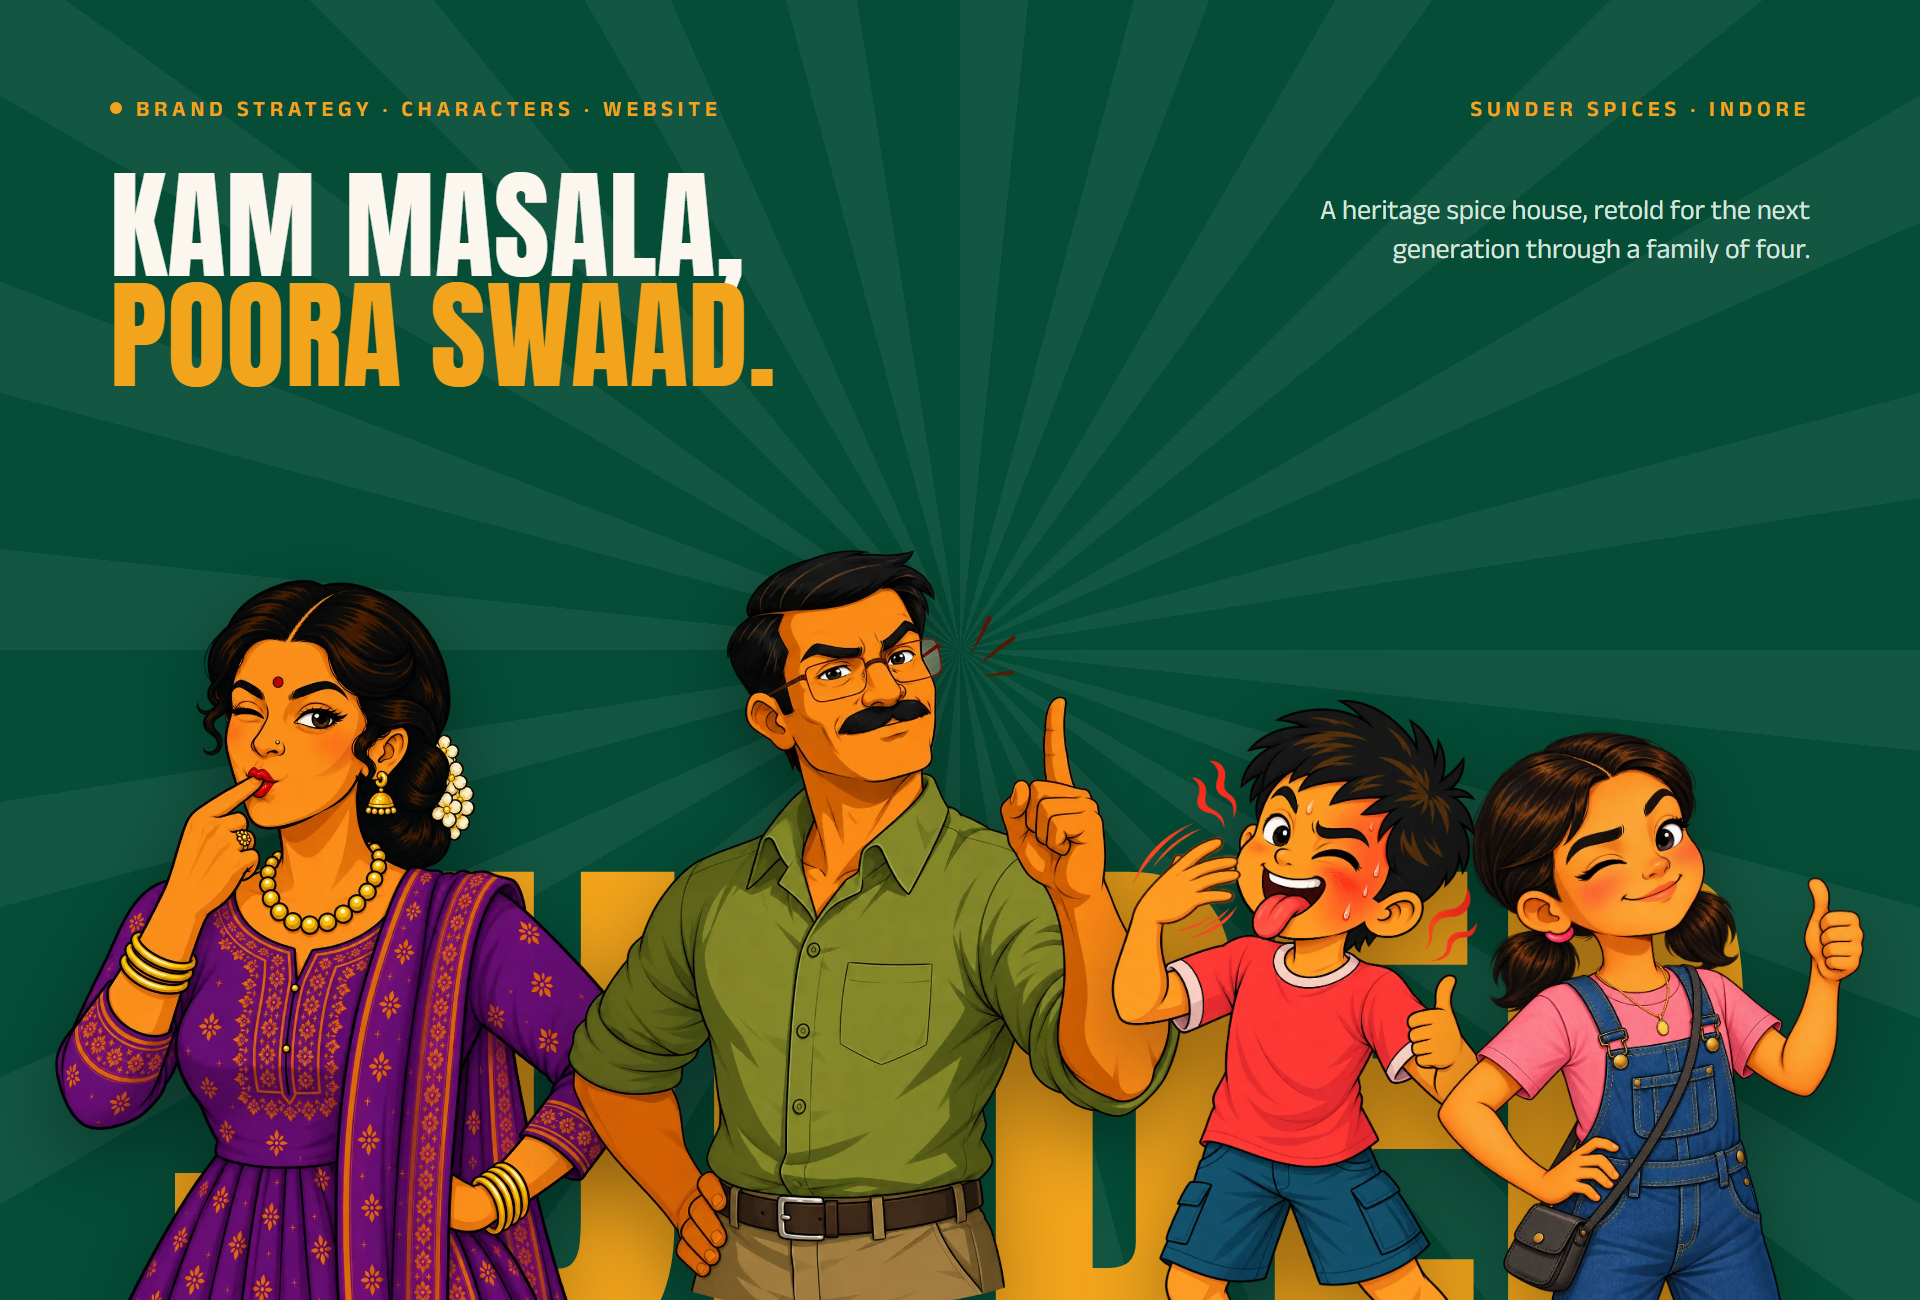 BRAND STRATEGY · CHARACTERS · WEBSITE
SUNDER SPICES · INDORE
KAM MASALA,
POORA SWAAD.
A heritage spice house, retold for the next
generation through a family of four.